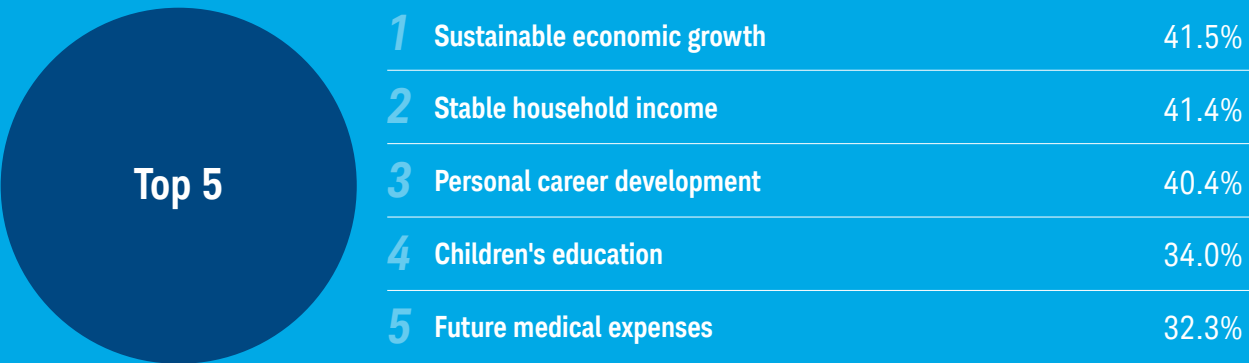 Top 5
1 Sustainable economic growth 41.5%
2 Stable household income 41.4%
3 Personal career development 40.4%
4 Children's education 34.0%
5 Future medical expenses 32.3%